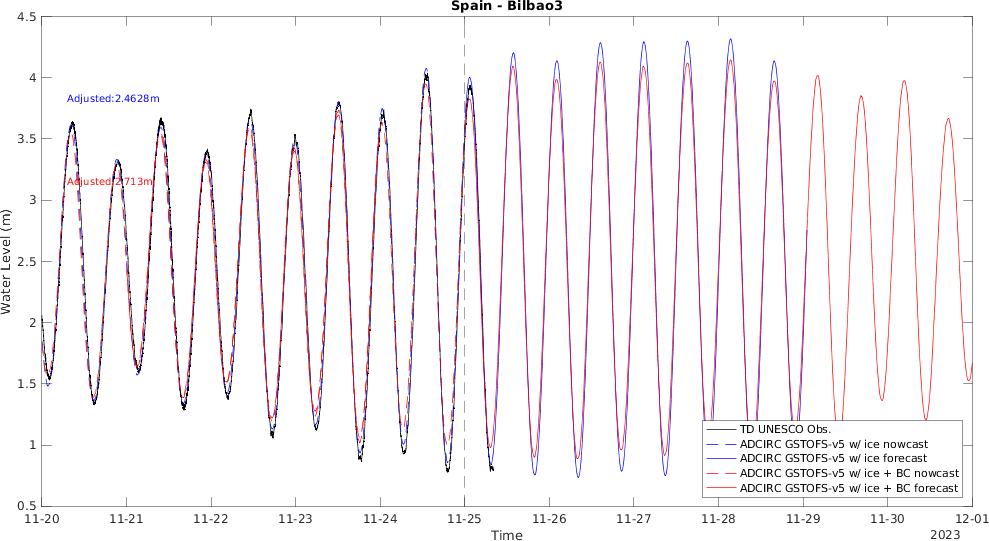 Spain - Bilbao3
4.5
4
3.5
3
2.5
2
1.5
1
0.5
Water Level (m)
Adjusted:2.4628m
Adjusted:2.713m
TD UNESCO Obs.
ADCIRC GSTOFS-v5 w/ ice nowcast
ADCIRC GSTOFS-v5 w/ ice forecast
ADCIRC GSTOFS-v5 w/ ice + BC nowcast
ADCIRC GSTOFS-v5 w/ ice + BC forecast
11-20 11-21 11-22 11-23 11-24 11-25 11-26 11-27 11-28 11-29 11-30 12-01
Time
2023